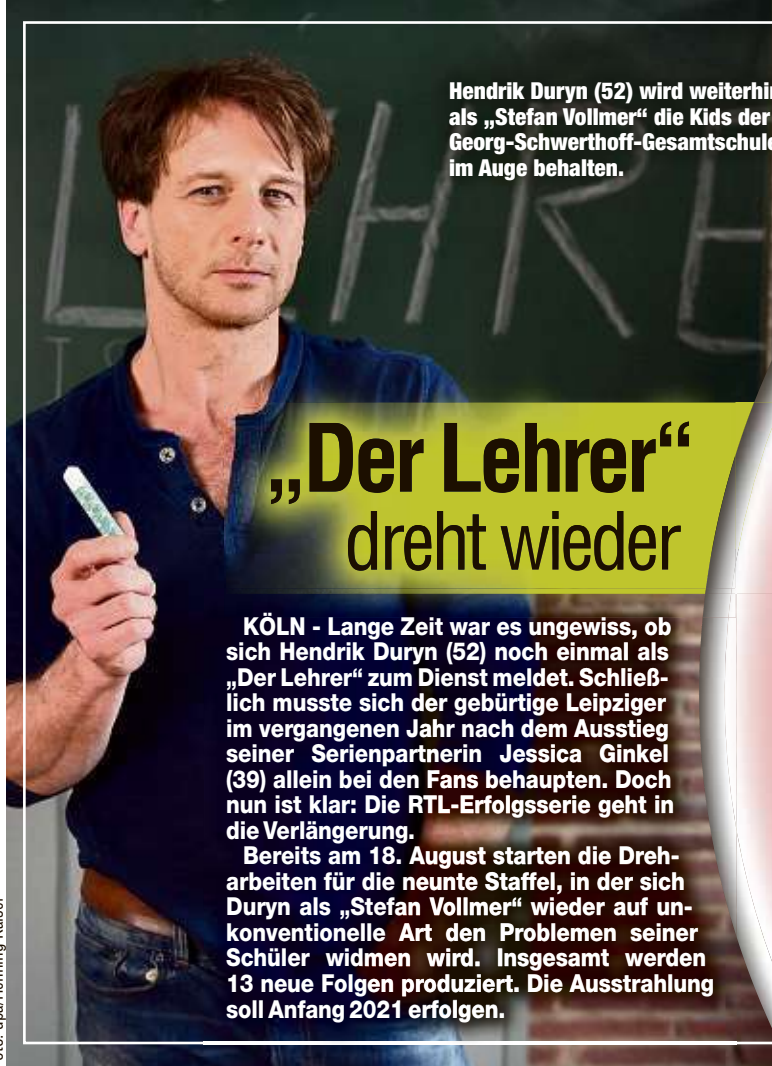 Hendrik Duryn (52) wird weiterhin
als „Stefan Vollmer“ die Kids der
Georg-Schwerthoff-Gesamtschule
im Auge behalten.
LEHRE
„Der Lehrer“
dreht wieder
KÖLN - Lange Zeit war es ungewiss, ob
sich Hendrik Duryn (52) noch einmal als
„Der Lehrer“ zum Dienst meldet. Schließ-
lich musste sich der gebürtige Leipziger
im vergangenen Jahr nach dem Ausstieg
seiner Serienpartnerin Jessica Ginkel
(39) allein bei den Fans behaupten. Doch
nun ist klar: Die RTL-Erfolgsserie geht in
die Verlängerung.
Bereits am 18. August starten die Dreh-
arbeiten für die neunte Staffel, in der sich
Duryn als „Stefan Vollmer“ wieder auf un-
konventionelle Art den Problemen seiner
Schüler widmen wird. Insgesamt werden
13 neue Folgen produziert. Die Ausstrahlung
soll Anfang 2021 erfolgen.